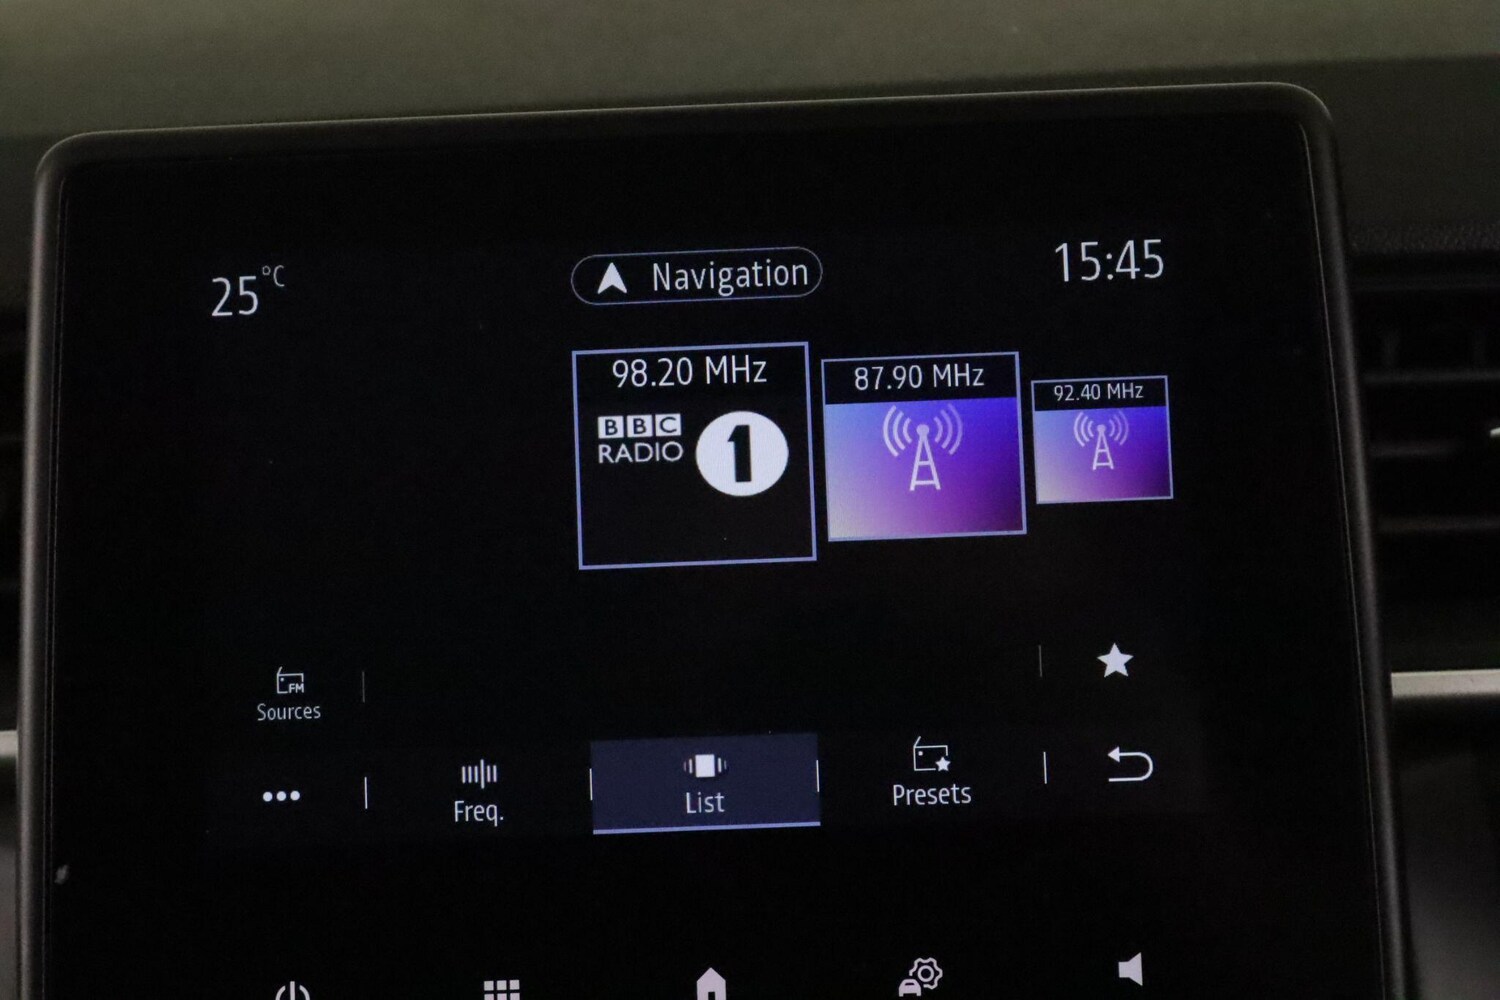 25°C
Navigation
15:45
98.20 MHz
87.90 MHz
92.40 MHz
BBC
RADIO
1
FM
Sources
Freq.
List
Presets